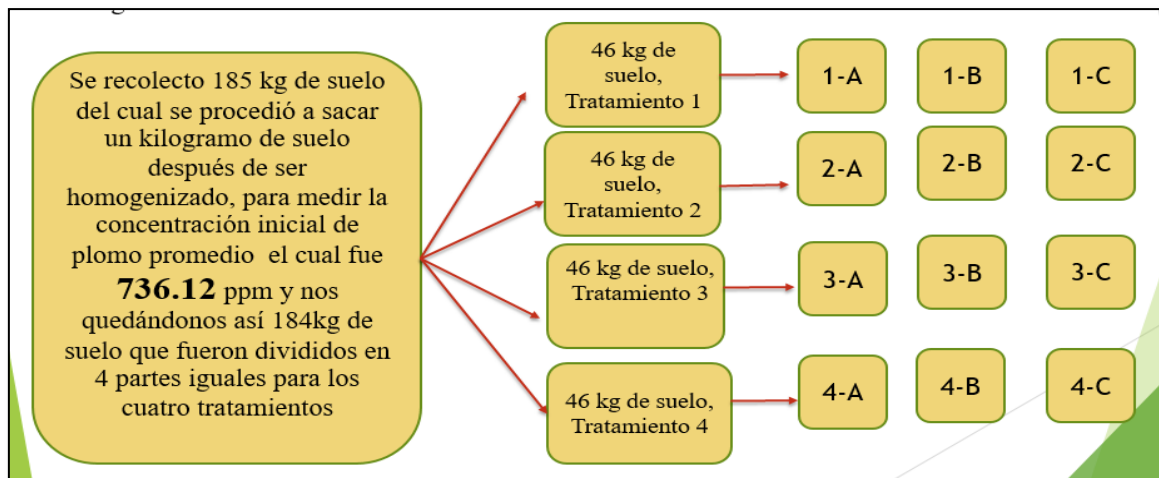 Se recolecto 185 kg de suelo
del cual se procedió a sacar
un kilogramo de suelo
después de ser
homogenizado, para medir la
concentración inicial de
plomo promedio el cual fue
736.12 ppm y nos
quedándonos así 184kg de
suelo que fueron divididos en
4 partes iguales para los
cuatro tratamientos
46 kg de
suelo,
Tratamiento 1
1-A
1-B
1-C
46 kg de
suelo,
Tratamiento 2
2-A
2-B
2-C
46 kg de suelo,
Tratamiento 3
3-A
3-B
3-C
46 kg de suelo,
Tratamiento 4
4-A
4-B
4-C